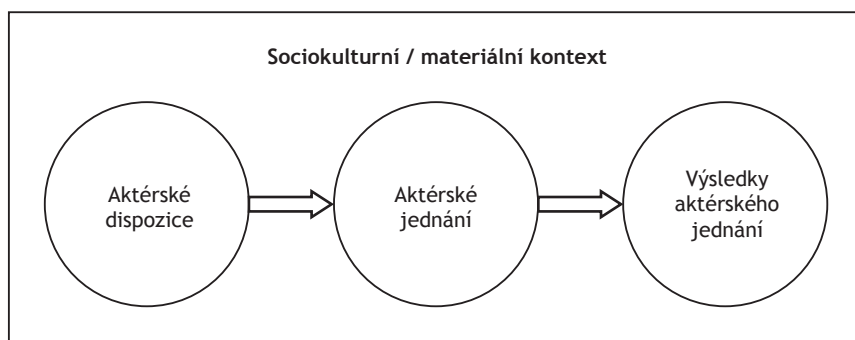 Sociokulturní / materiální kontext
Aktérské
dispozice
Aktérské
jednání
Výsledky
aktérského
jednání